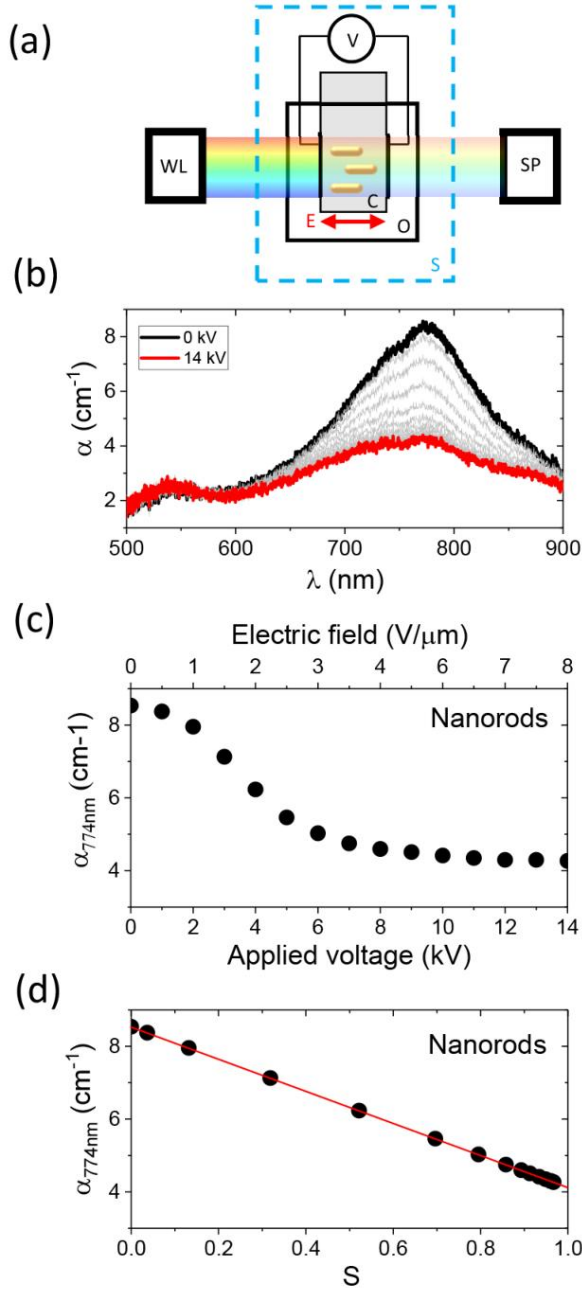 (a)
V
WL
SP
C
E
O
S
(b)
0 kV
14 kV
8
6
4
2
α (cm⁻¹)
500 600 700 800 900
λ (nm)
(c)
Electric field (V/μm)
0 1 2 3 4 5 6 7 8
Nanorods
8
6
4
α774nm (cm-1)
0 2 4 6 8 10 12 14
Applied voltage (kV)
(d)
Nanorods
8
6
4
α774nm (cm⁻¹)
0.0 0.2 0.4 0.6 0.8 1.0
S